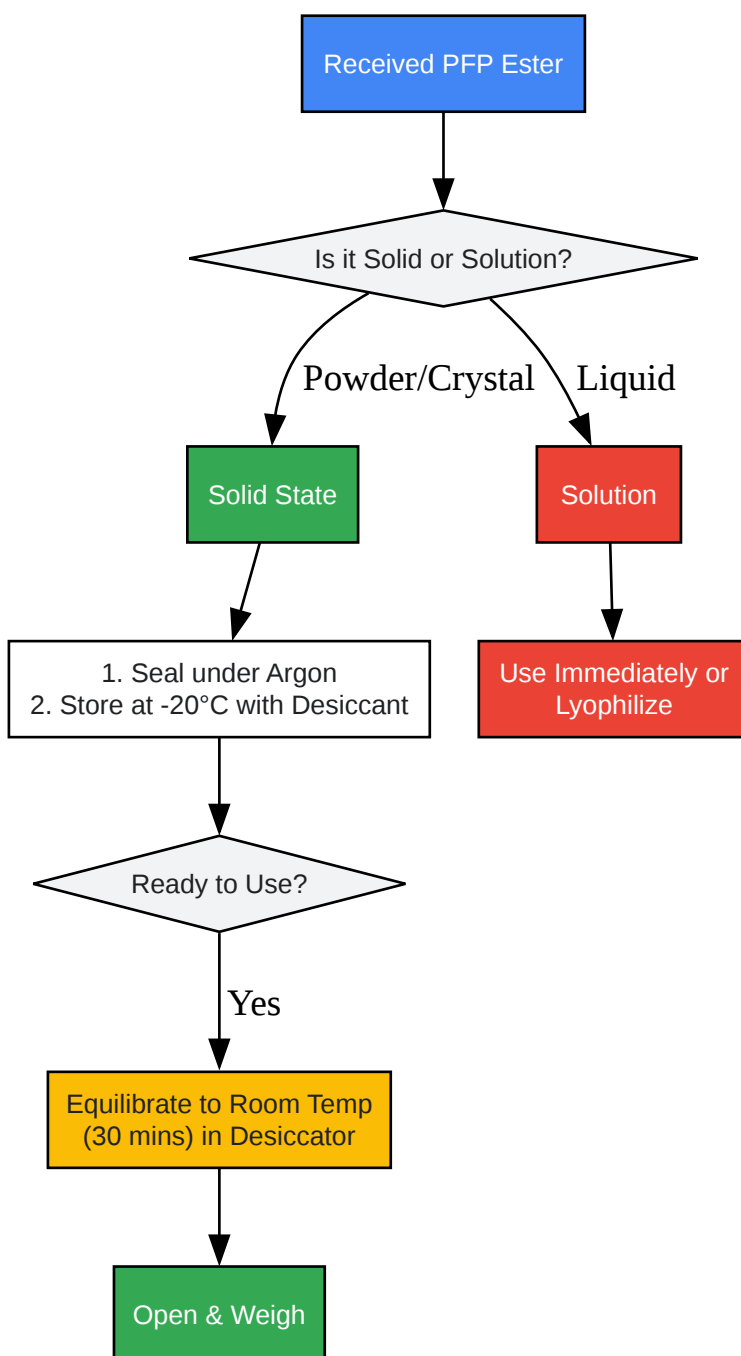 Received PFP Ester
Is it Solid or Solution?
Powder/Crystal
Liquid
Solid State
Solution
1. Seal under Argon
2. Store at -20°C with Desiccant
Use Immediately or
Lyophilize
Ready to Use?
Yes
Equilibrate to Room Temp
(30 mins) in Desiccator
Open & Weigh